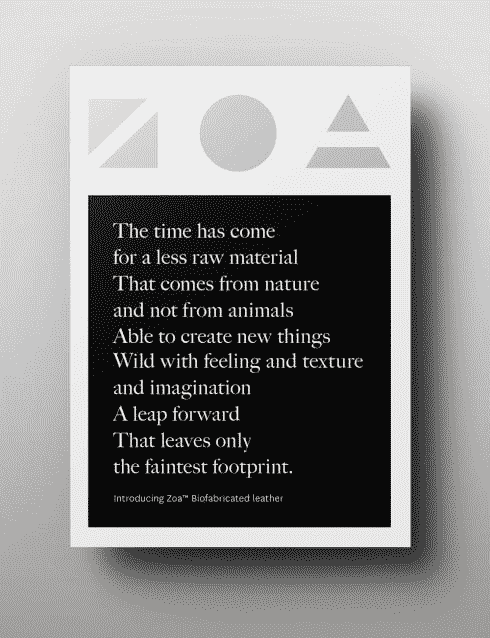 ZOA
The time has come
for a less raw material
That comes from nature
and not from animals
Able to create new things
Wild with feeling and texture
and imagination
A leap forward
That leaves only
the faintest footprint.
Introducing Zoa™ Biofabricated leather